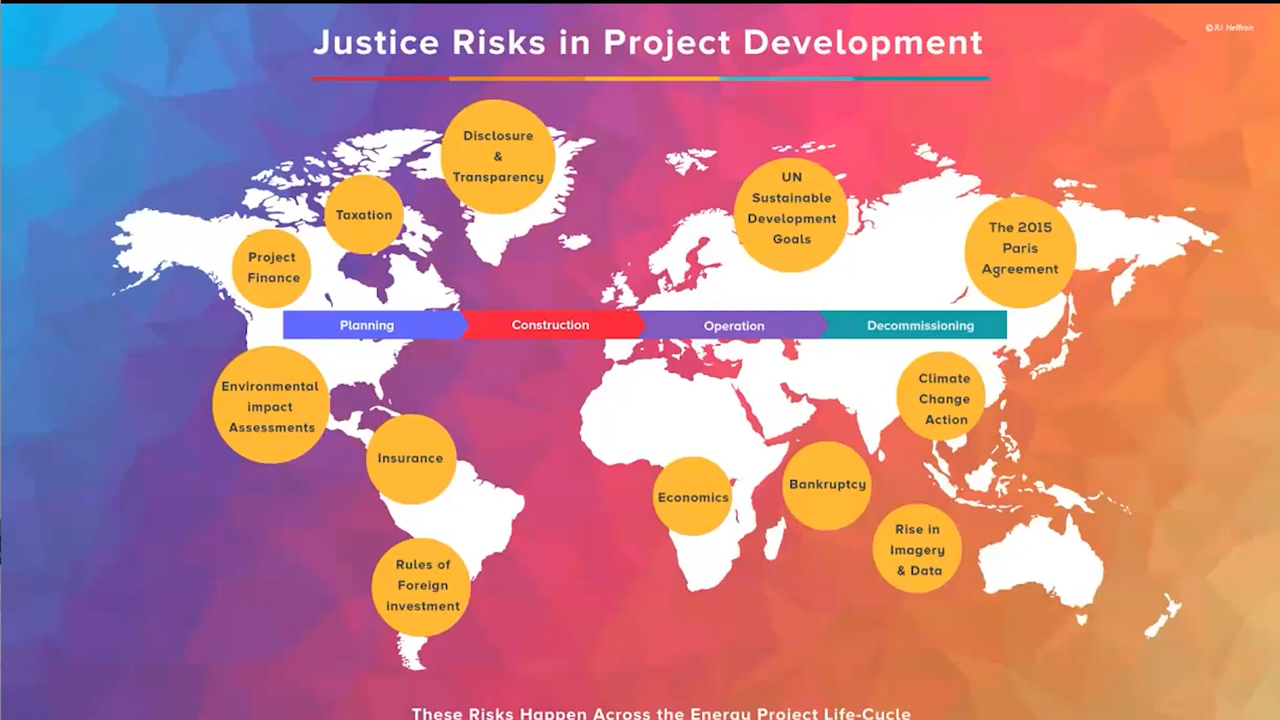 ©RJ Heffron
Justice Risks in Project Development
Disclosure
&
Transparency
UN
Sustainable
Development
Goals
Taxation
The 2015
Paris
Agreement
Project
Finance
Planning
Construction
Operation
Decommissioning
Environmental
impact
Assessments
Climate
Change
Action
Insurance
Economics
Bankruptcy
Rise in
Imagery
& Data
Rules of
Foreign
investment
These Risks Happen Across the Energy Project Life-Cycle